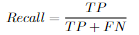 Recall = TP / (TP + FN)